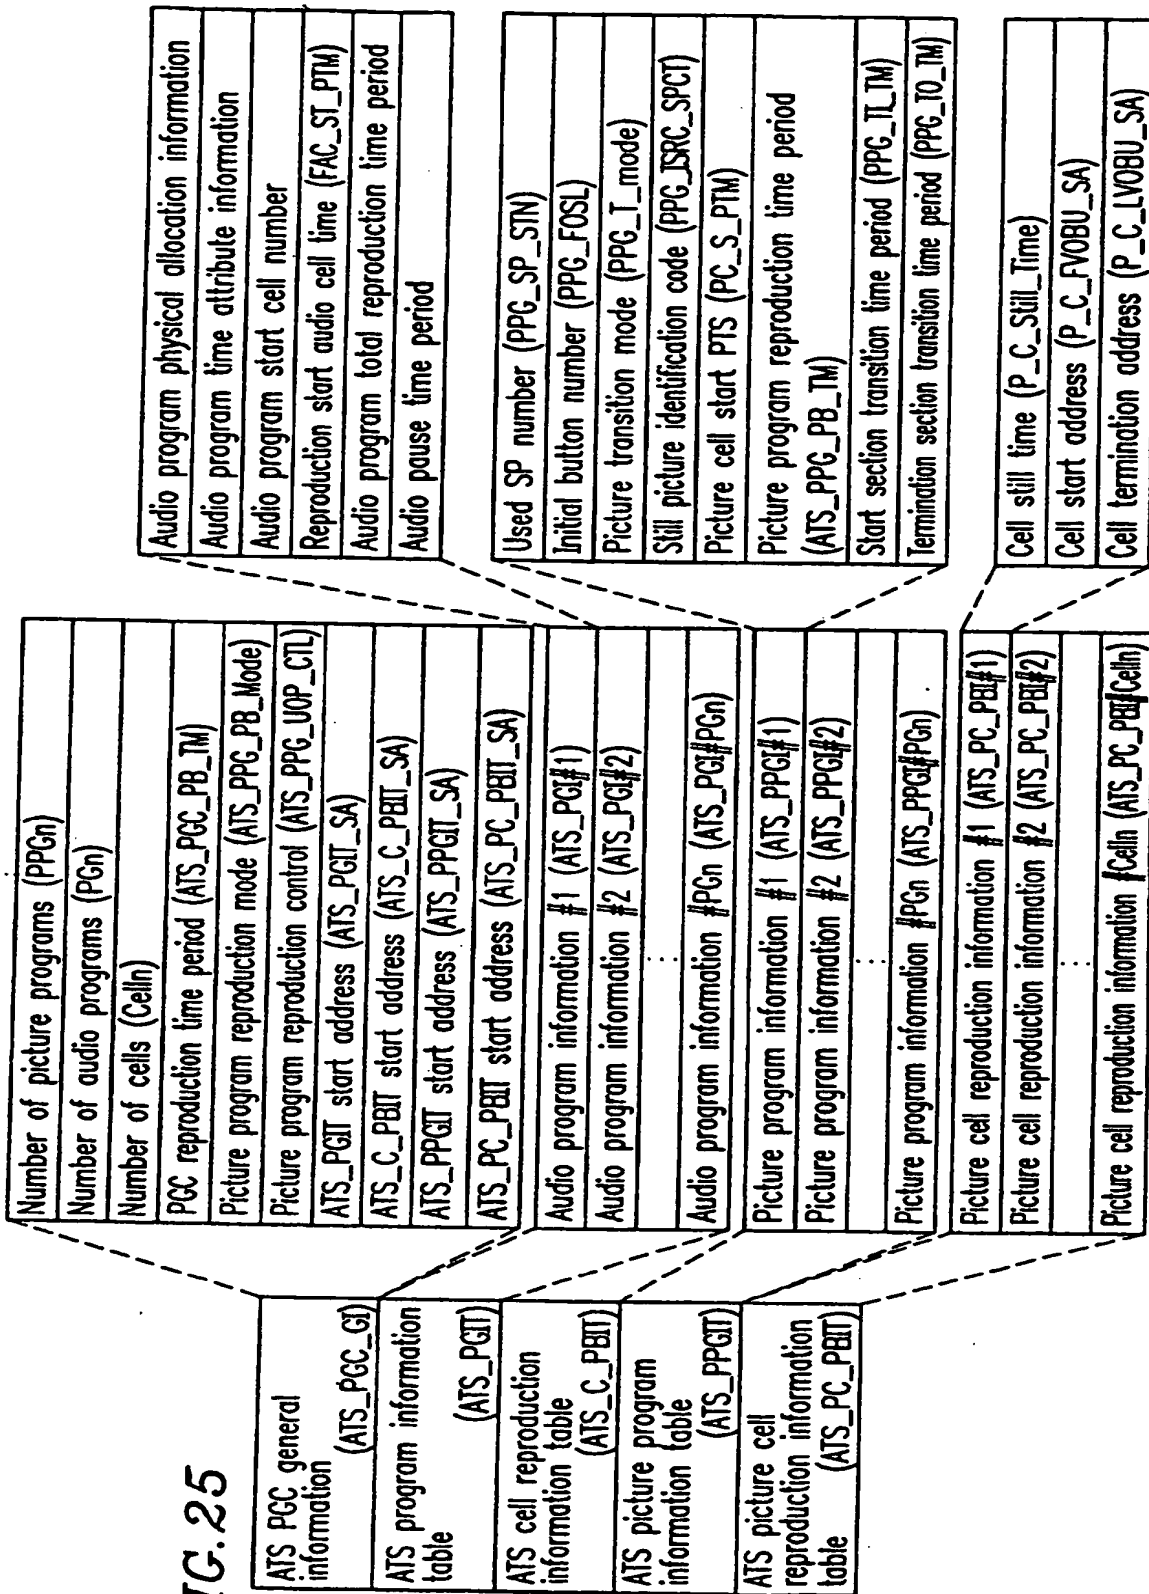 FIG. 25
ATS PGC general
information
(ATS_PGC_GI)
ATS program information
table
(ATS_PGIT)
ATS cell reproduction
information table
(ATS_C_PBIT)
ATS picture program
information table
(ATS_PPGIT)
ATS picture cell
reproduction information
table (ATS_PC_PBIT)
Number of picture programs (PPGn)
Number of audio programs (PGn)
Number of cells (Celln)
PGC reproduction time period (ATS_PGC_PB_TM)
Picture program reproduction mode (ATS_PPG_PB_Mode)
Picture program reproduction control (ATS_PPG_UOP_CTL)
ATS_PGIT start address (ATS_PGIT_SA)
ATS_C_PBIT start address (ATS_C_PBIT_SA)
ATS_PPGIT start address (ATS_PPGIT_SA)
ATS_PC_PBIT start address (ATS_PC_PBIT_SA)
Audio program information #1 (ATS_PGI#1)
Audio program information #2 (ATS_PGI#2)
.....
Audio program information #PGn (ATS_PGI#PGn)
Picture program information #1 (ATS_PPGI#1)
Picture program information #2 (ATS_PPGI#2)
.....
Picture program information #PGn (ATS_PPGI#PGn)
Picture cell reproduction information #1 (ATS_PC_PBI#1)
Picture cell reproduction information #2 (ATS_PC_PBI#2)
.....
Picture cell reproduction information #Celln (ATS_PC_PBI#Celln)
Audio program physical allocation information
Audio program time attribute information
Audio program start cell number
Reproduction start audio cell time (FAC_ST_PTM)
Audio program total reproduction time period
Audio pause time period
Used SP number (PPG_SP_STN)
Initial button number (PPG_FOSL)
Picture transition mode (PPG_T_mode)
Still picture identification code (PPG_ISRC_SPCT)
Picture cell start PTS (PC_S_PTM)
Picture program reproduction time period
(ATS_PPG_PB_TM)
Start section transition time period (PPG_TL_TM)
Termination section transition time period (PPG_TO_TM)
Cell still time (P_C_Still_Time)
Cell start address (P_C_FVOBU_SA)
Cell termination address (P_C_LVOBU_SA)